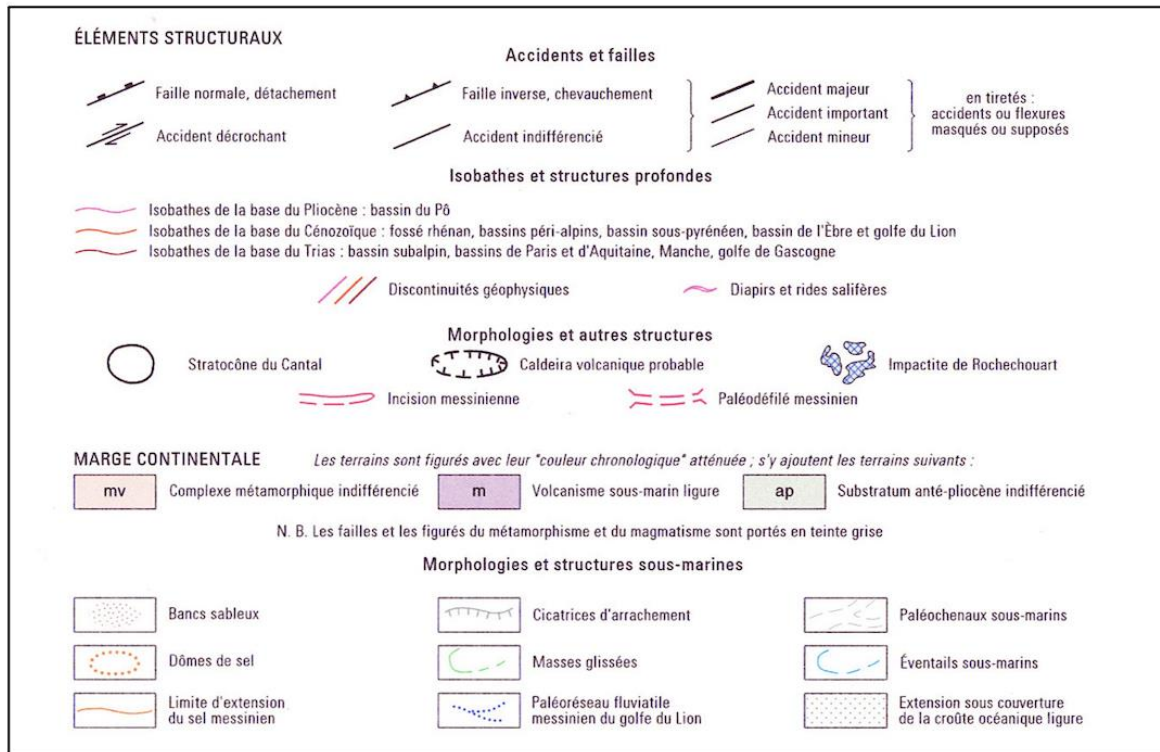 ÉLÉMENTS STRUCTURAUX
Accidents et failles
Faille normale, détachement
Faille inverse, chevauchement
Accident majeur
Accident important
Accident mineur
en tiretés :
accidents ou flexures
masqués ou supposés
Accident décrochant
Accident indifférencié
Isobathes et structures profondes
Isobathes de la base du Pliocène : bassin du Pô
Isobathes de la base du Cénozoïque : fossé rhénan, bassins péri-alpins, bassin sous-pyrénéen, bassin de l'Èbre et golfe du Lion
Isobathes de la base du Trias : bassin subalpin, bassins de Paris et d'Aquitaine, Manche, golfe de Gascogne
Discontinuités géophysiques
Diapirs et rides salifères
Morphologies et autres structures
Stratocône du Cantal
Caldeira volcanique probable
Impactite de Rochechouart
Incision messinienne
Paléodéfilé messinien
MARGE CONTINENTALE
Les terrains sont figurés avec leur "couleur chronologique" atténuée ; s'y ajoutent les terrains suivants :
mv
Complexe métamorphique indifférencié
m
Volcanisme sous-marin ligure
ap
Substratum anté-pliocène indifférencié
N. B. Les failles et les figurés du métamorphisme et du magmatisme sont portés en teinte grise
Morphologies et structures sous-marines
Bancs sableux
Cicatrices d'arrachement
Paléochenaux sous-marins
Dômes de sel
Masses glissées
Éventails sous-marins
Limite d'extension
du sel messinien
Paléoréseau fluviatile
messinien du golfe du Lion
Extension sous couverture
de la croûte océanique ligure